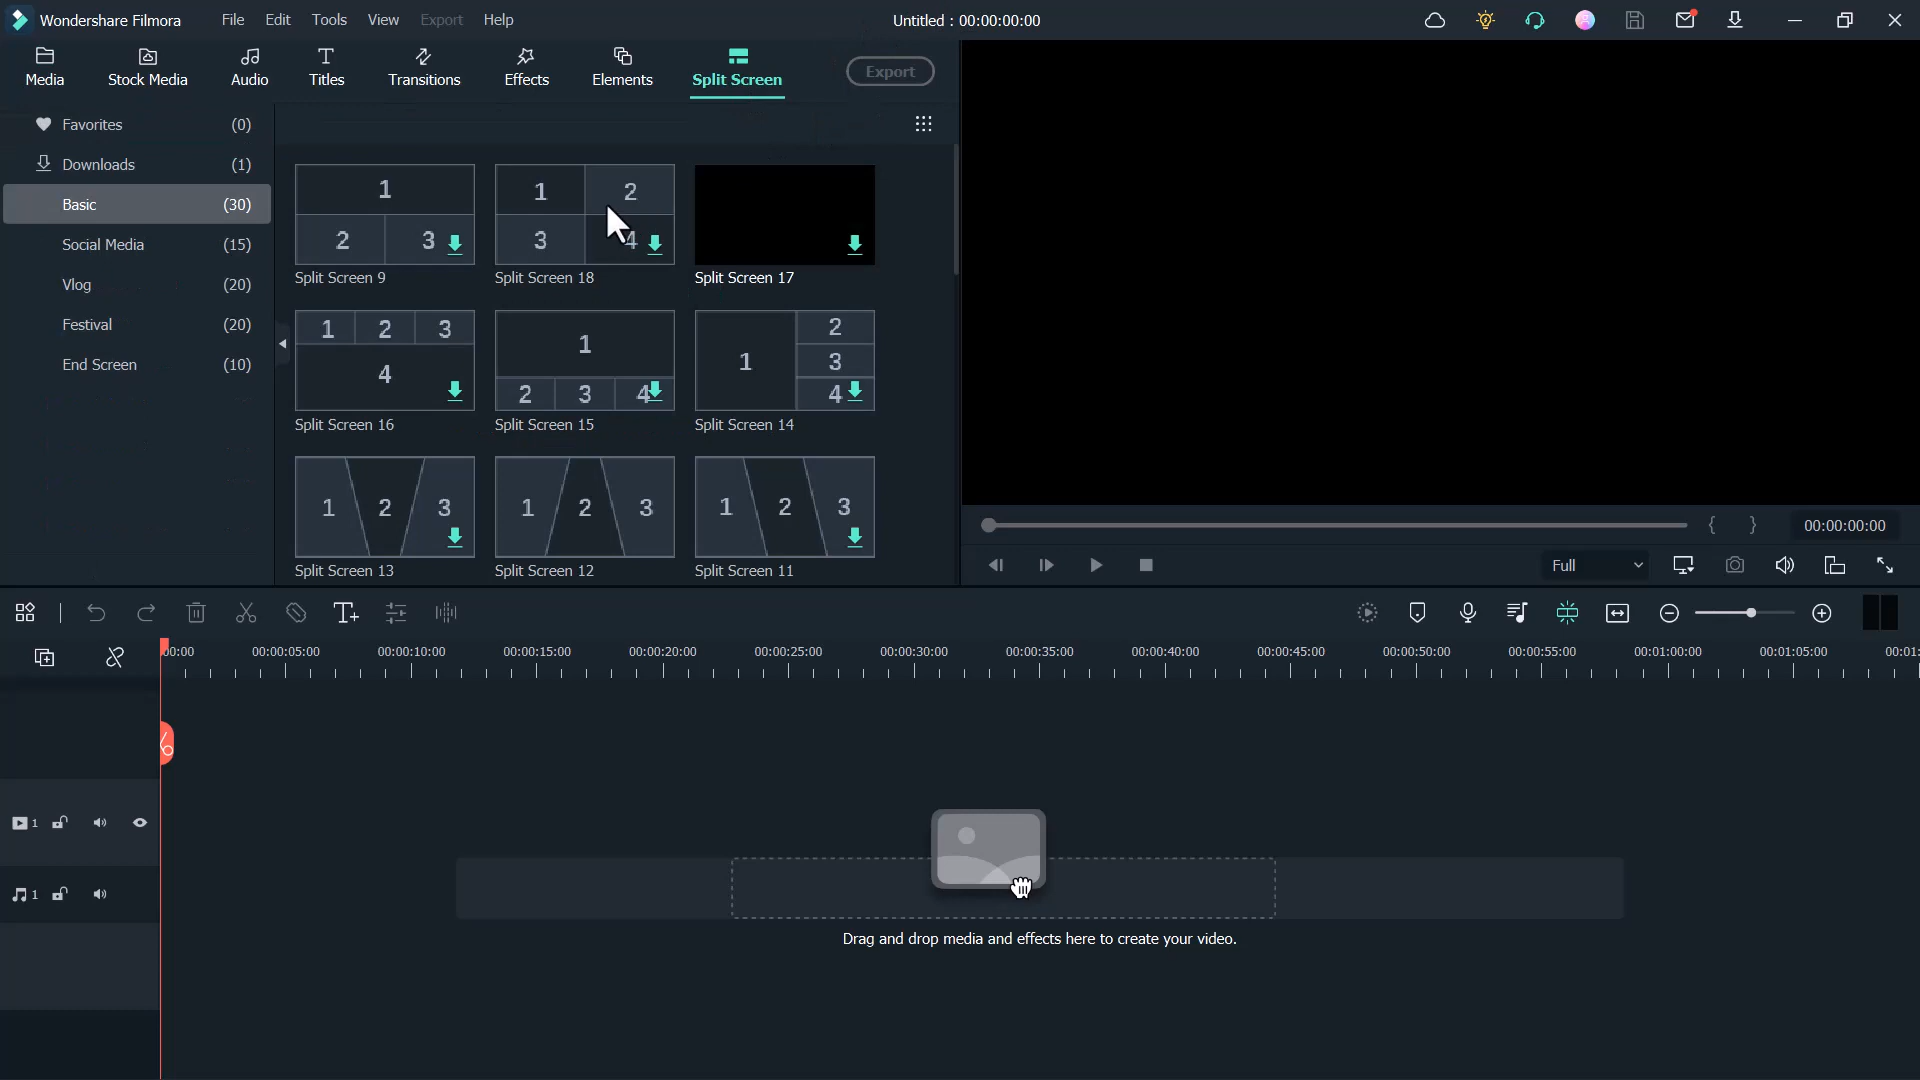 Wondershare Filmora File Edit Tools View Export Help Untitled : 00:00:00:00
Media Stock Media Audio Titles Transitions Effects Elements Split Screen Export
Favorites (0)
Downloads (1)
Basic (30)
Social Media (15)
Vlog (20)
Festival (20)
End Screen (10)
1 2 3
1 2 3 4
Split Screen 9 Split Screen 18 Split Screen 17
1 2 3 4
1 2 3 4
1 2 3 4
Split Screen 16 Split Screen 15 Split Screen 14
1 2 3
1 2 3
1 2 3
Split Screen 13 Split Screen 12 Split Screen 11
{ } 00:00:00:00
Full
00:00:05:00 00:00:10:00 00:00:15:00 00:00:20:00 00:00:25:00 00:00:30:00 00:00:35:00 00:00:40:00 00:00:45:00 00:00:50:00 00:00:55:00 00:01:00:00 00:01:05:00
1
1
Drag and drop media and effects here to create your video.